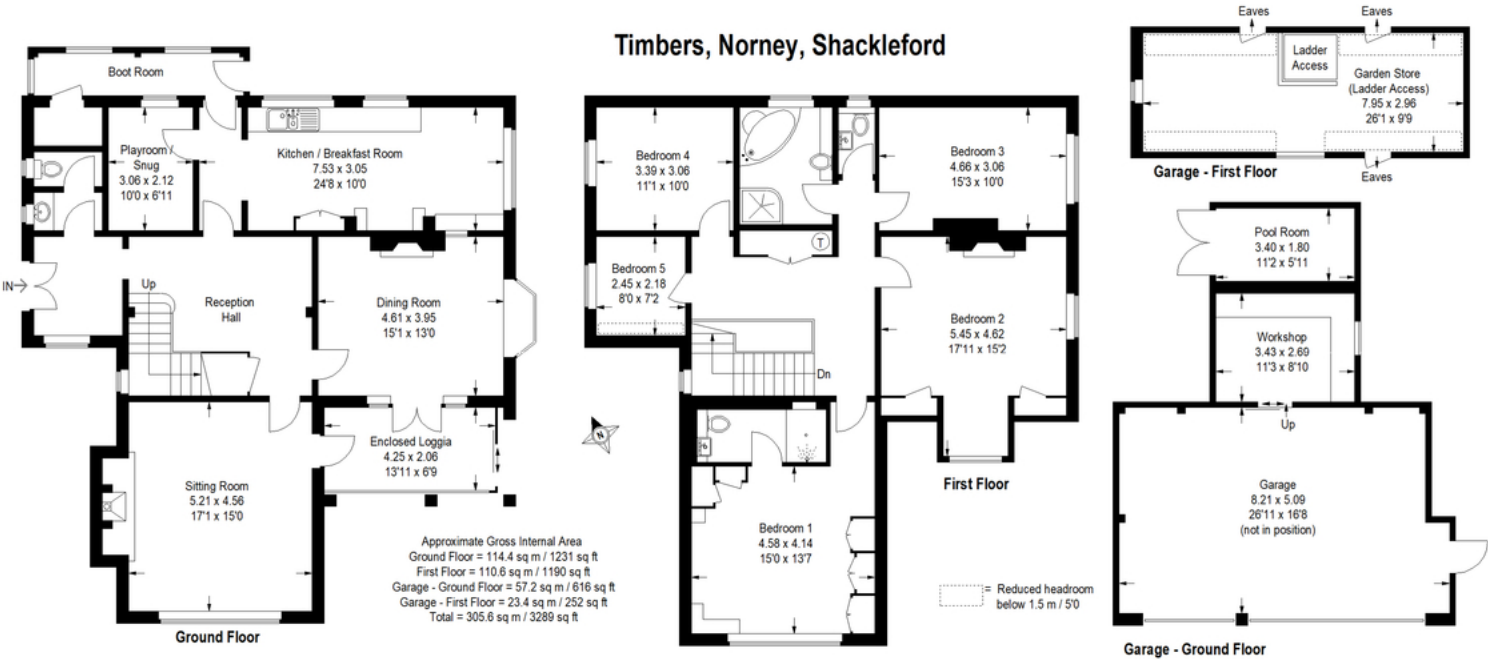 Timbers, Norney, Shackleford
Boot Room
Playroom /
Snug
3.06 x 2.12
10'0 x 6'11
Kitchen / Breakfast Room
7.53 x 3.05
24'8 x 10'0
IN
Up
Reception
Hall
Dining Room
4.61 x 3.95
15'1 x 13'0
Enclosed Loggia
4.25 x 2.06
13'11 x 6'9
Sitting Room
5.21 x 4.56
17'1 x 15'0
Ground Floor
Approximate Gross Internal Area
Ground Floor = 114.4 sq m / 1231 sq ft
First Floor = 110.6 sq m / 1190 sq ft
Garage - Ground Floor = 57.2 sq m / 616 sq ft
Garage - First Floor = 23.4 sq m / 252 sq ft
Total = 305.6 sq m / 3289 sq ft
N
Bedroom 4
3.39 x 3.06
11'1 x 10'0
Bedroom 3
4.66 x 3.06
15'3 x 10'0
T
Bedroom 5
2.45 x 2.18
8'0 x 7'2
Bedroom 2
5.45 x 4.62
17'11 x 15'2
Dn
Bedroom 1
4.58 x 4.14
15'0 x 13'7
First Floor
= Reduced headroom
below 1.5 m / 5'0
Eaves
Eaves
Ladder
Access
Garden Store
(Ladder Access)
7.95 x 2.96
26'1 x 9'9
Eaves
Garage - First Floor
Pool Room
3.40 x 1.80
11'2 x 5'11
Workshop
3.43 x 2.69
11'3 x 8'10
Up
Garage
8.21 x 5.09
26'11 x 16'8
(not in position)
Garage - Ground Floor